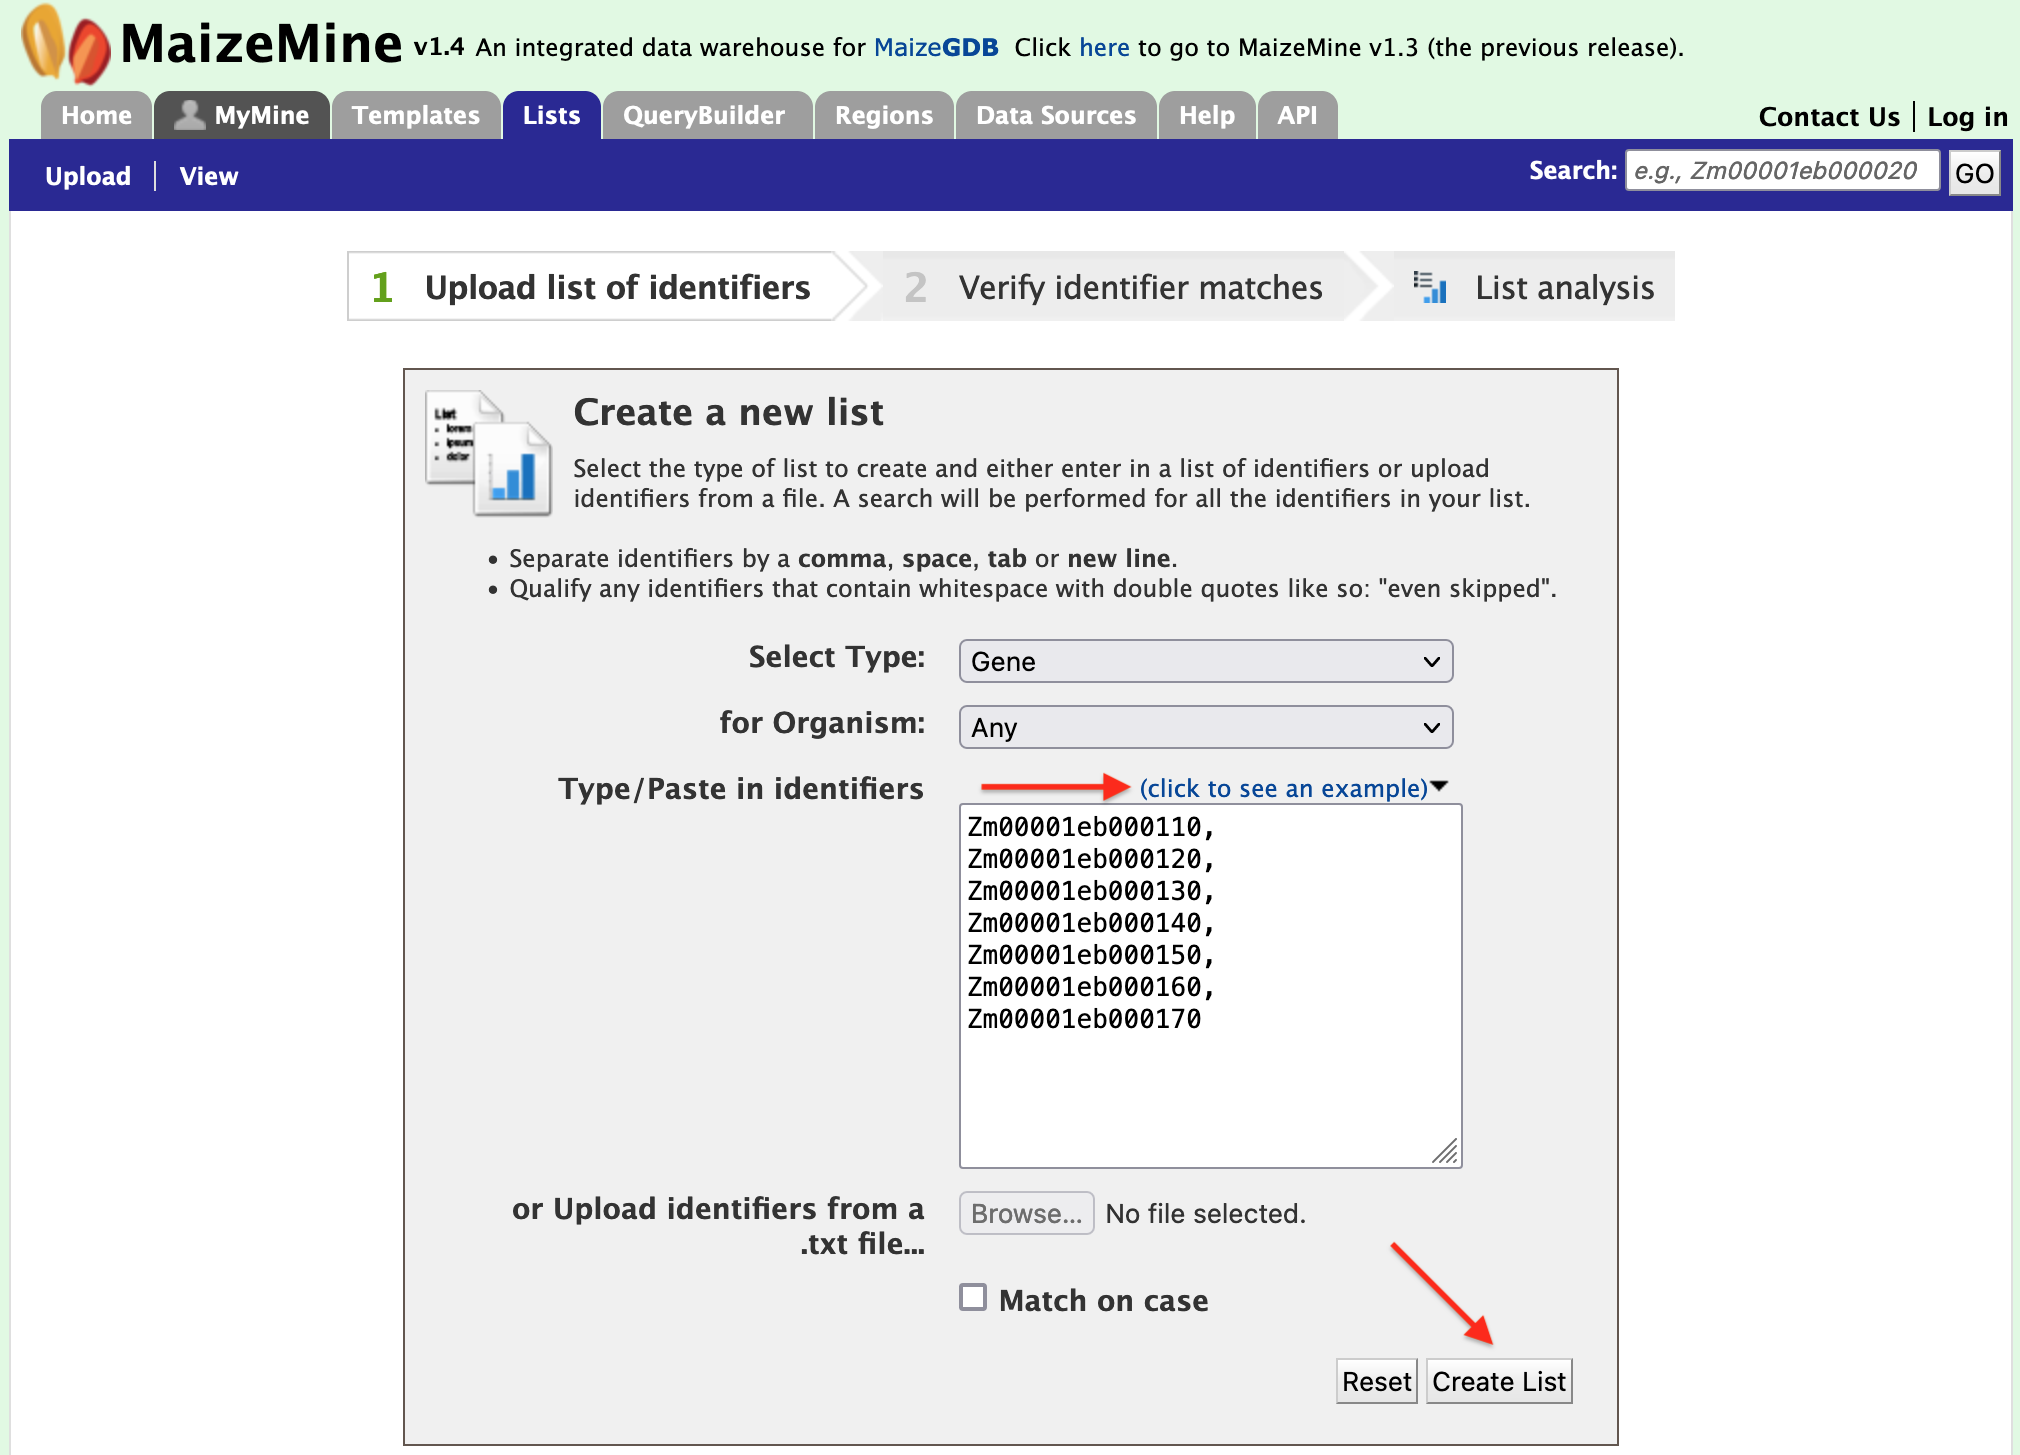 MaizeMine v1.4 An integrated data warehouse for MaizeGDB Click here to go to MaizeMine v1.3 (the previous release).
Home MyMine Templates Lists QueryBuilder Regions Data Sources Help API Contact Us Log in
Upload View Search: e.g., Zm00001eb000020 GO
1 Upload list of identifiers 2 Verify identifier matches List analysis
List
lorem
ipsum
dolor
Create a new list
Select the type of list to create and either enter in a list of identifiers or upload
identifiers from a file. A search will be performed for all the identifiers in your list.
• Separate identifiers by a comma, space, tab or new line.
• Qualify any identifiers that contain whitespace with double quotes like so: "even skipped".
Select Type: Gene
for Organism: Any
Type/Paste in identifiers (click to see an example)
Zm00001eb000110,
Zm00001eb000120,
Zm00001eb000130,
Zm00001eb000140,
Zm00001eb000150,
Zm00001eb000160,
Zm00001eb000170
or Upload identifiers from a Browse... No file selected.
.txt file...
Match on case
Reset Create List